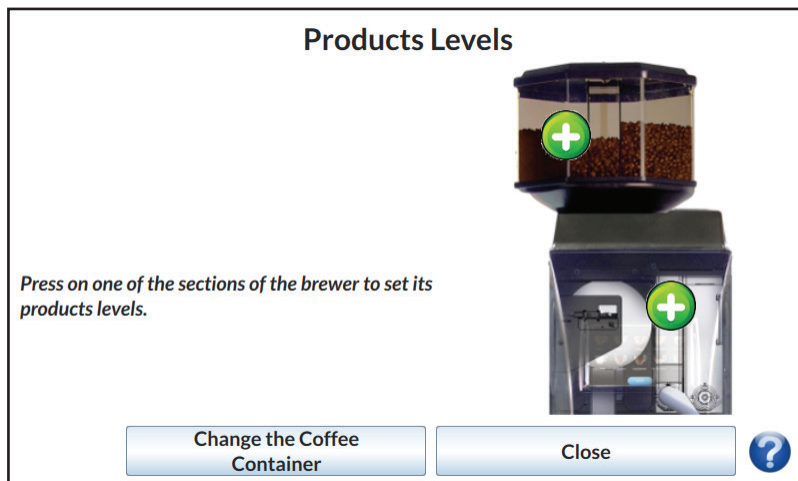 Products Levels
Press on one of the sections of the brewer to set its
products levels.
Change the Coffee
Container
Close
?